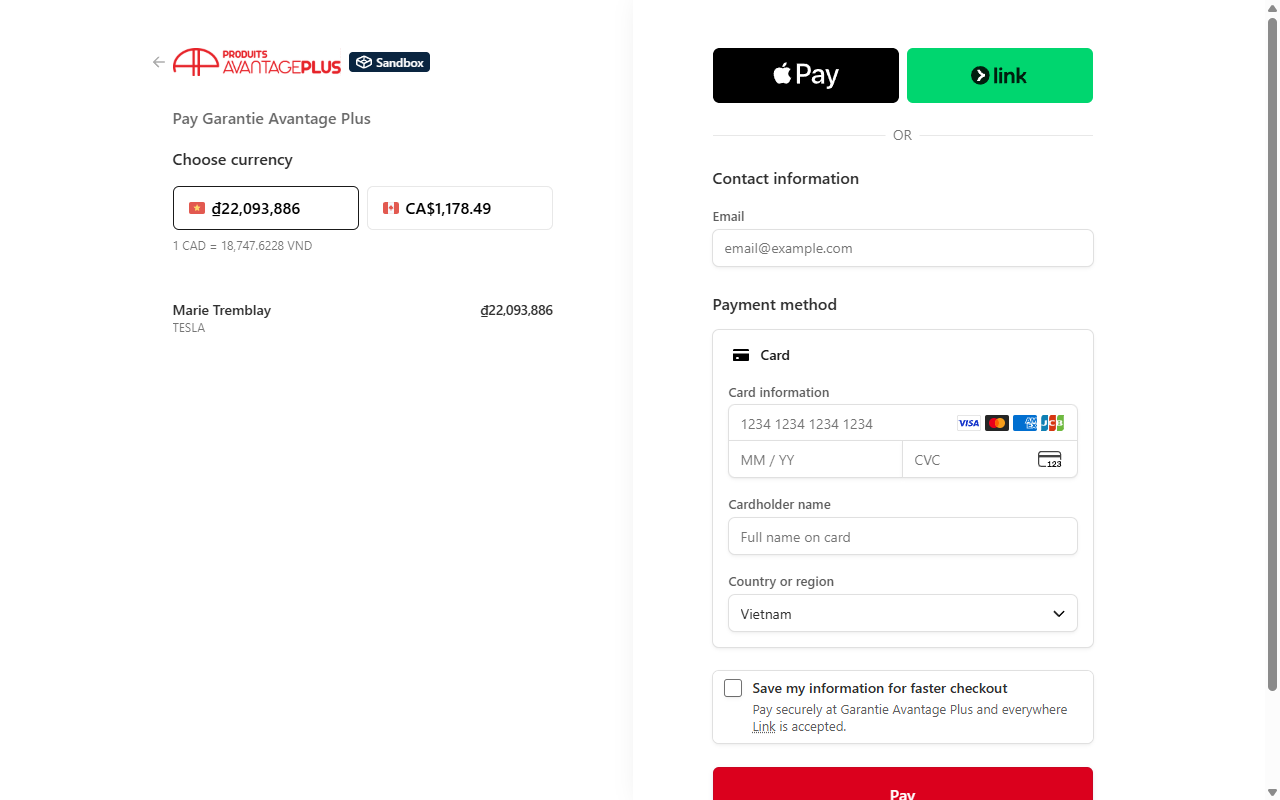 PRODUITS
AVANTAGEPLUS
Sandbox
Pay Garantie Avantage Plus
Choose currency
₫22,093,886
CA$1,178.49
1 CAD = 18,747.6228 VND
Marie Tremblay
₫22,093,886
TESLA
Pay
link
OR
Contact information
Email
email@example.com
Payment method
Card
Card information
1234 1234 1234 1234
VISA
AM EX
JCB
MM / YY
CVC
123
Cardholder name
Full name on card
Country or region
Vietnam
Save my information for faster checkout
Pay securely at Garantie Avantage Plus and everywhere
Link is accepted.
Pay